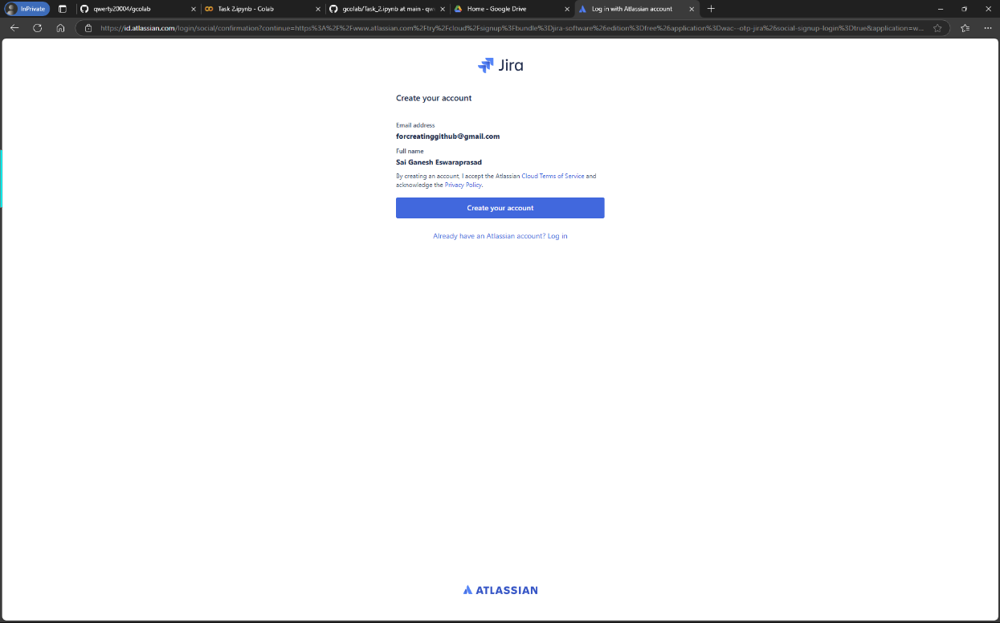 InPrivate
qwerty20004/gcolab
Task 2.ipynb - Colab
gcolab/Task_2.ipynb at main · qw
Home - Google Drive
Log in with Atlassian account
https://id.atlassian.com/login/social/confirmation?continue=https%3A%2F%2Fwww.atlassian.com%2Ftry%2Fcloud%2Fsignup%3Fbundle%3Djira-software%26edition%3Dfree%26application%3Dwac--otp-jira%26social-signup-login%3Dtrue&application=w...
Jira
Create your account
Email address
forcreatinggithub@gmail.com
Full name
Sai Ganesh Eswaraprasad
By creating an account, I accept the Atlassian Cloud Terms of Service and
acknowledge the Privacy Policy.
Create your account
Already have an Atlassian account? Log in
ATLASSIAN